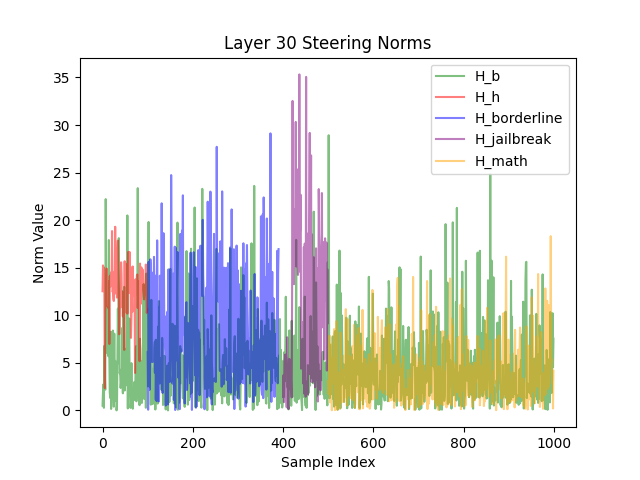 Layer 30 Steering Norms
Norm Value
35
30
25
20
15
10
5
0
H_b
H_h
H_borderline
H_jailbreak
H_math
0
200
400
600
800
1000
Sample Index